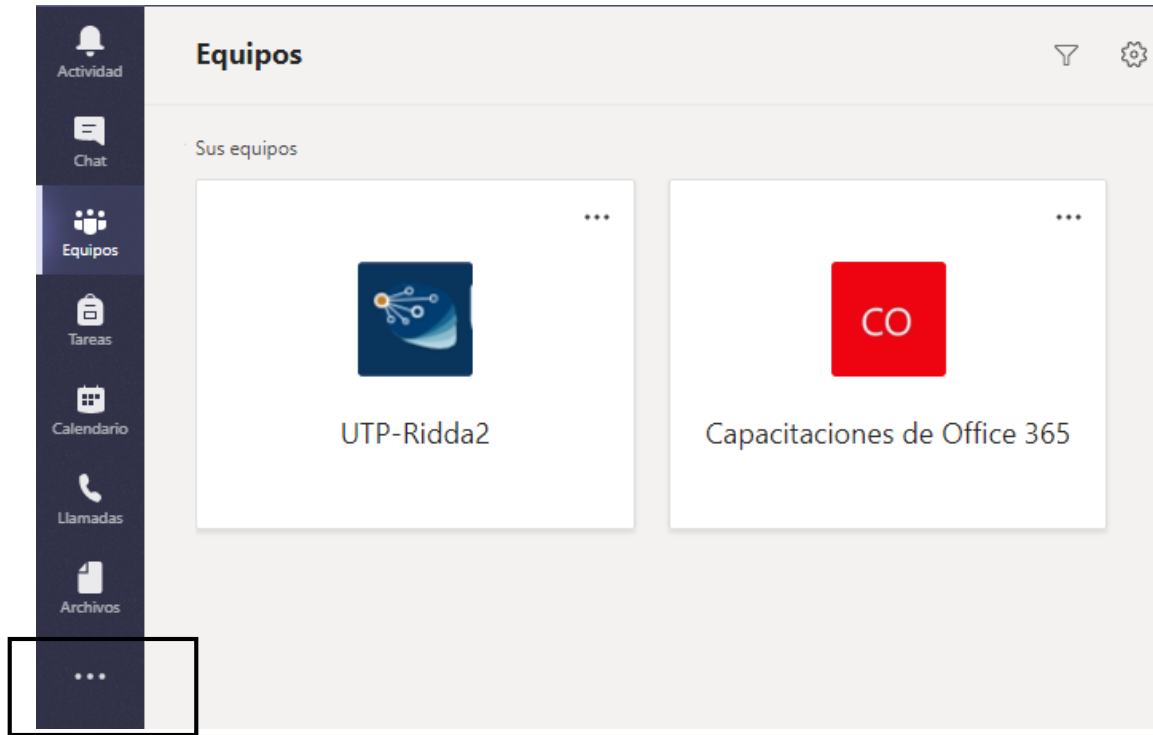 Actividad
Chat
Equipos
Tareas
Calendario
Llamadas
Archivos
Equipos
Sus equipos
UTP-Ridda2
CO
Capacitaciones de Office 365